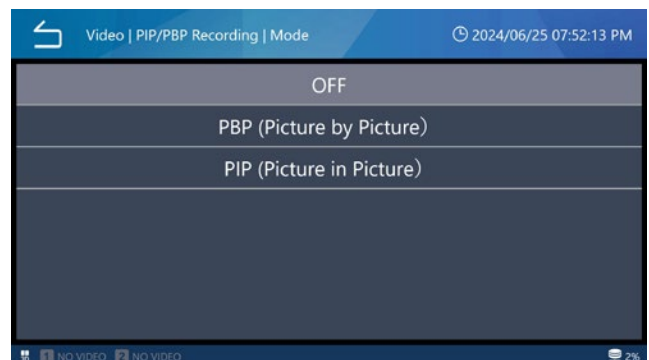 Video | PIP/PBP Recording | Mode 2024/06/25 07:52:13 PM
OFF
PBP (Picture by Picture)
PIP (Picture in Picture)
1 NO VIDEO 2 NO VIDEO 2%